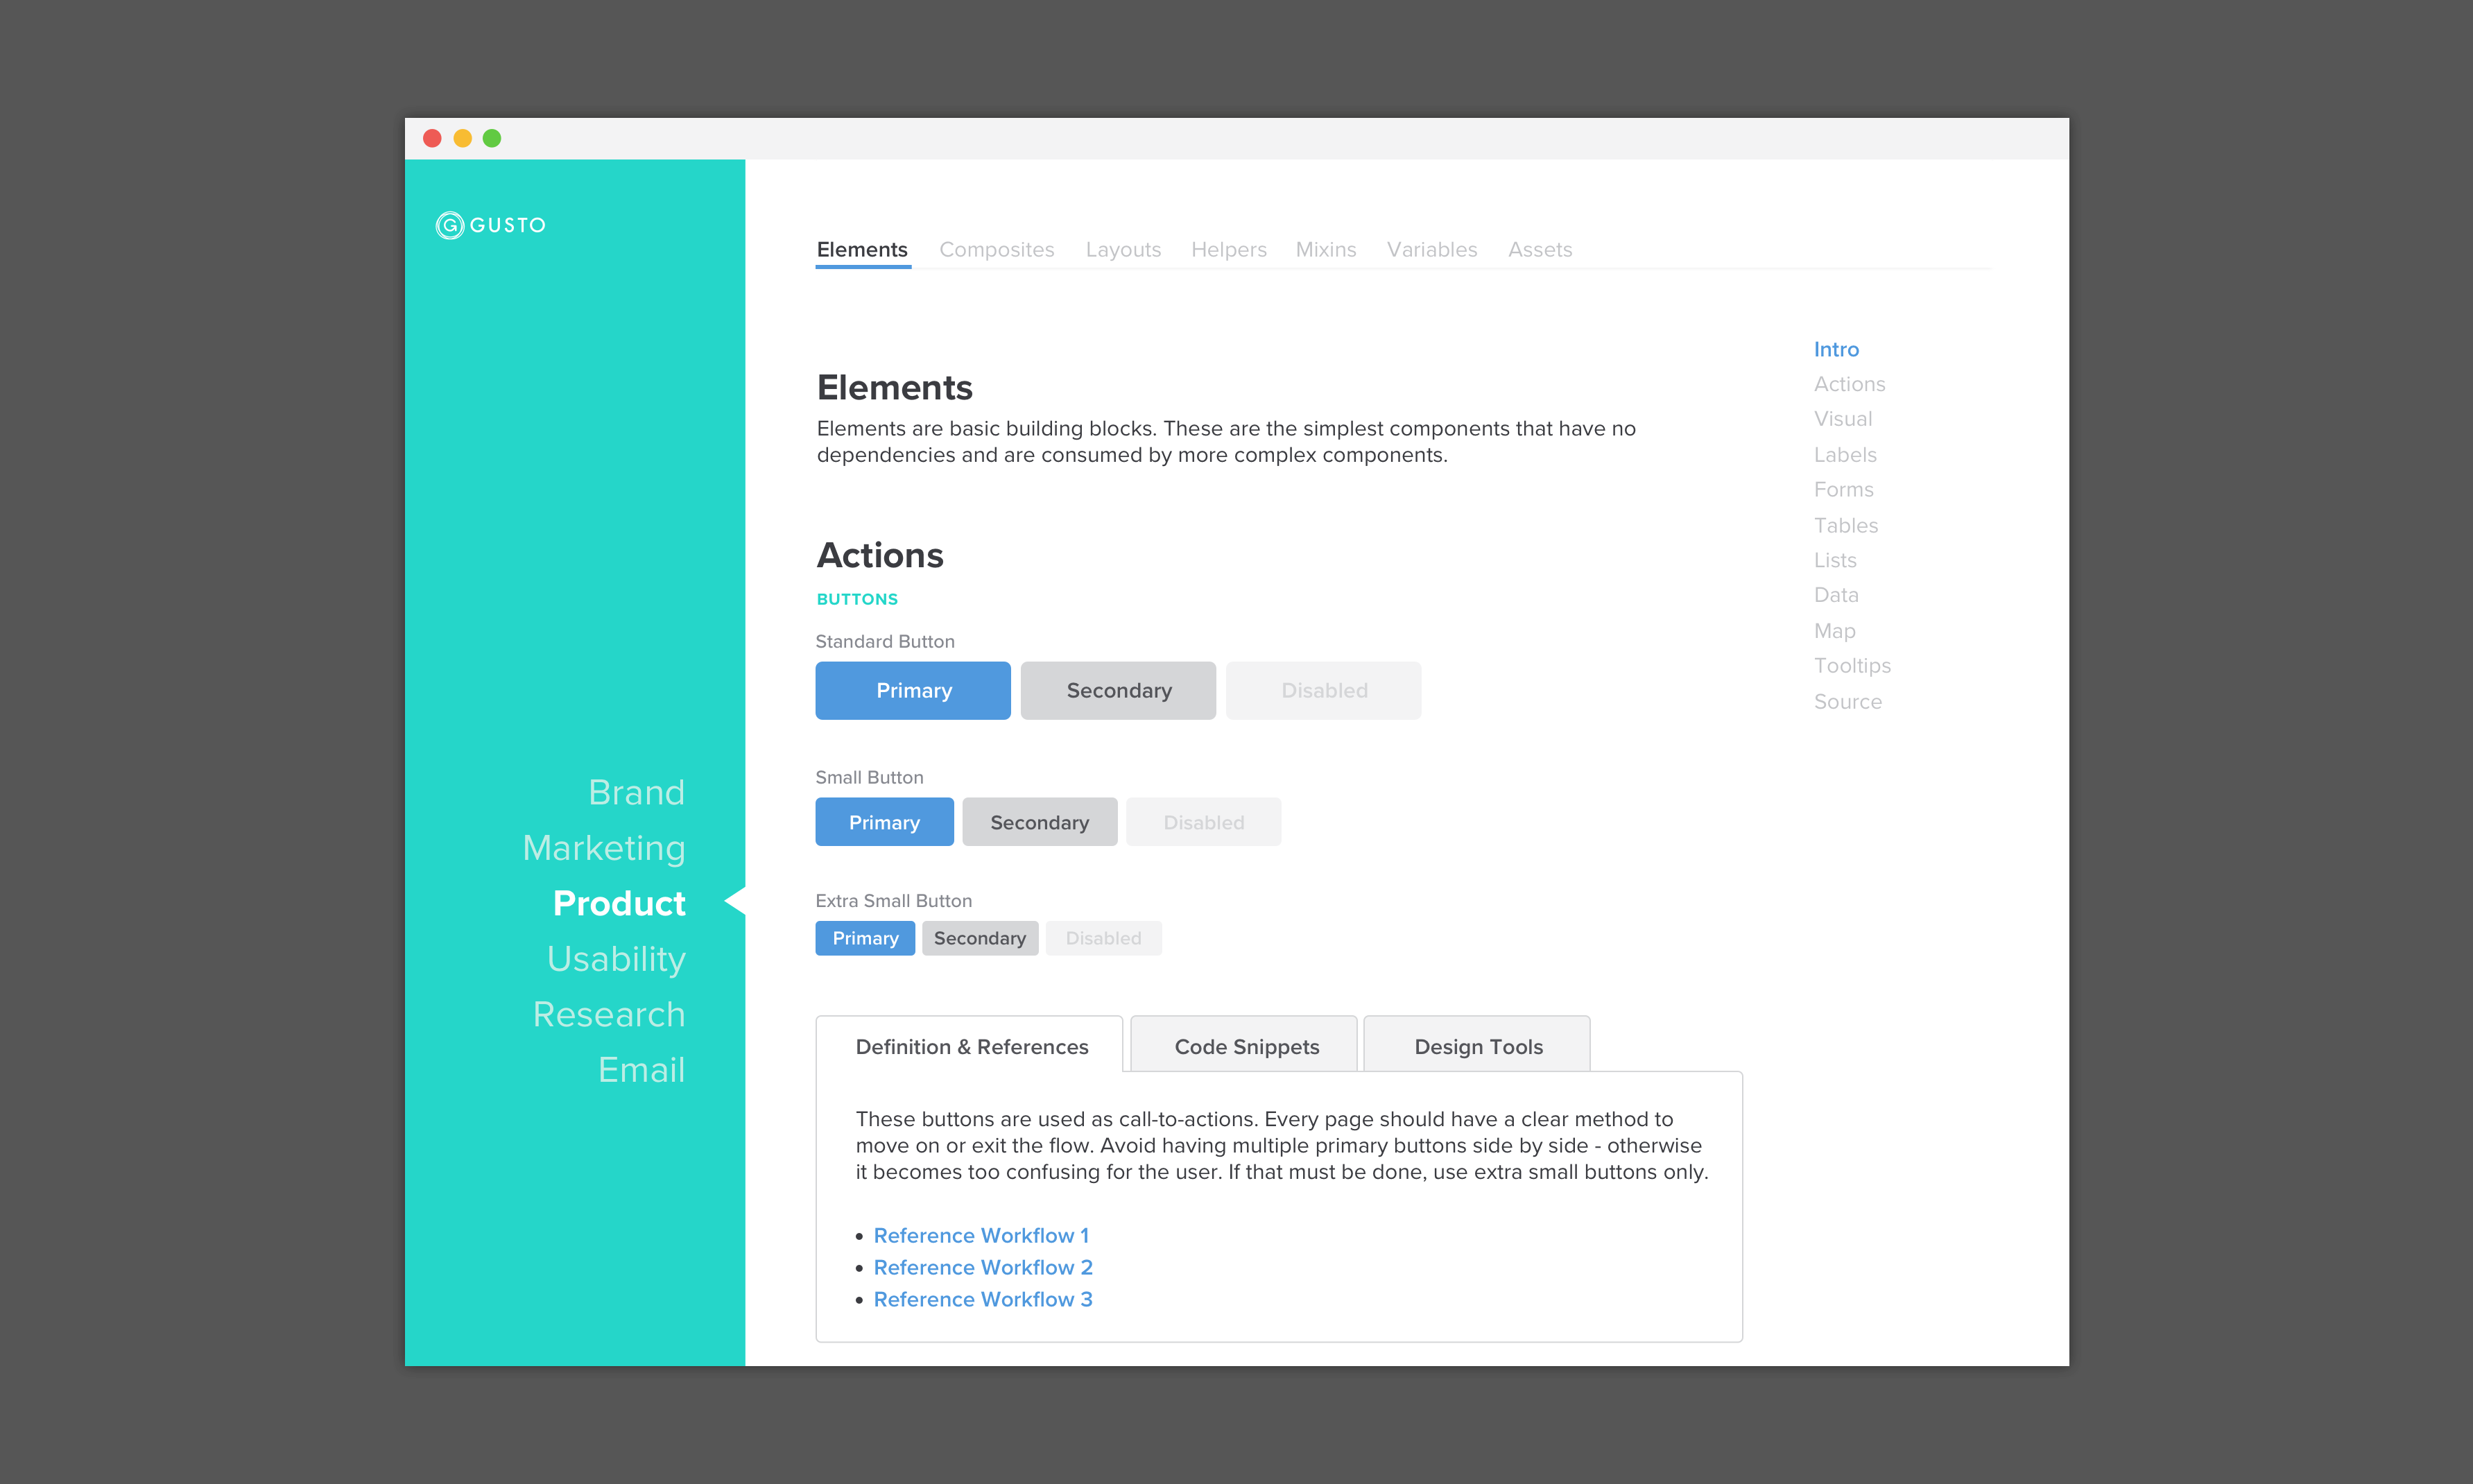 GUSTO
Brand
Marketing
Product
Usability
Research
Email
Elements Composites Layouts Helpers Mixins Variables Assets
Elements
Elements are basic building blocks. These are the simplest components that have no
dependencies and are consumed by more complex components.
Actions
BUTTONS
Standard Button
Primary Secondary Disabled
Small Button
Primary Secondary Disabled
Extra Small Button
Primary Secondary Disabled
Definition & References Code Snippets Design Tools
These buttons are used as call-to-actions. Every page should have a clear method to
move on or exit the flow. Avoid having multiple primary buttons side by side - otherwise
it becomes too confusing for the user. If that must be done, use extra small buttons only.
• Reference Workflow 1
• Reference Workflow 2
• Reference Workflow 3
Intro
Actions
Visual
Labels
Forms
Tables
Lists
Data
Map
Tooltips
Source